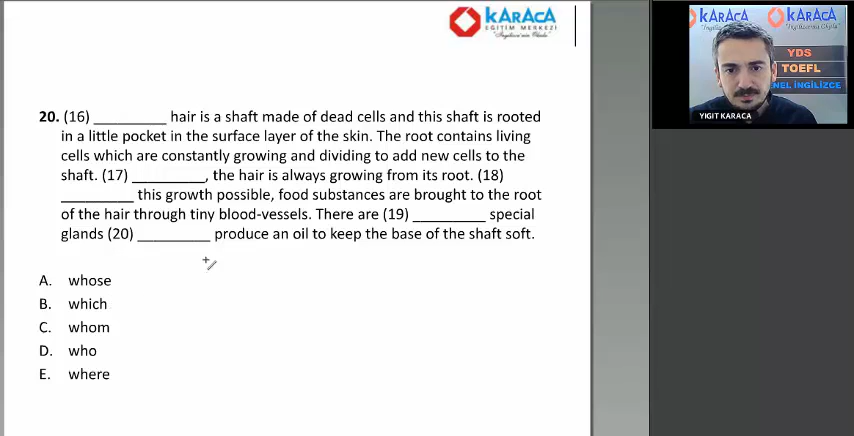 kARAcA
EĞİTİM MERKEZİ
20. (16) _________ hair is a shaft made of dead cells and this shaft is rooted
in a little pocket in the surface layer of the skin. The root contains living
cells which are constantly growing and dividing to add new cells to the
shaft. (17) _________, the hair is always growing from its root. (18)
_________ this growth possible, food substances are brought to the root
of the hair through tiny blood-vessels. There are (19) _________ special
glands (20) _________ produce an oil to keep the base of the shaft soft.
A. whose
B. which
C. whom
D. who
E. where
kARAcA kARAcA
YDS
TOEFL
NEL İNGİLİZCE
YIGIT KARACA